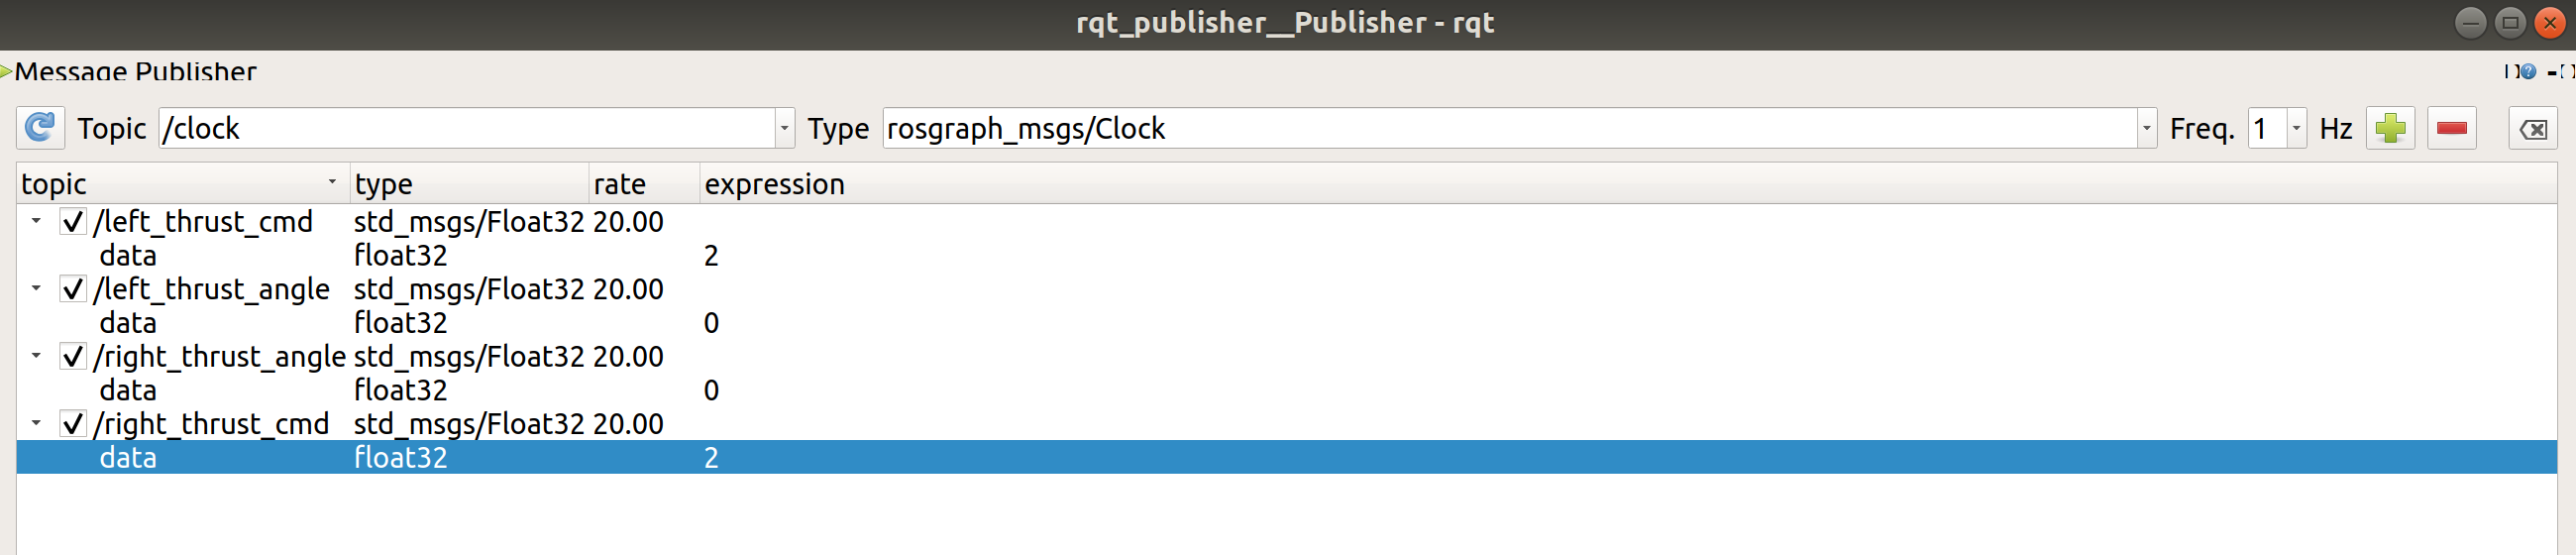 rqt_publisher__Publisher - rqt
Message Publisher
Topic /clock Type rosgraph_msgs/Clock Freq. 1 Hz
topic type rate expression
/left_thrust_cmd std_msgs/Float32 20.00
data float32 2
/left_thrust_angle std_msgs/Float32 20.00
data float32 0
/right_thrust_angle std_msgs/Float32 20.00
data float32 0
/right_thrust_cmd std_msgs/Float32 20.00
data float32 2